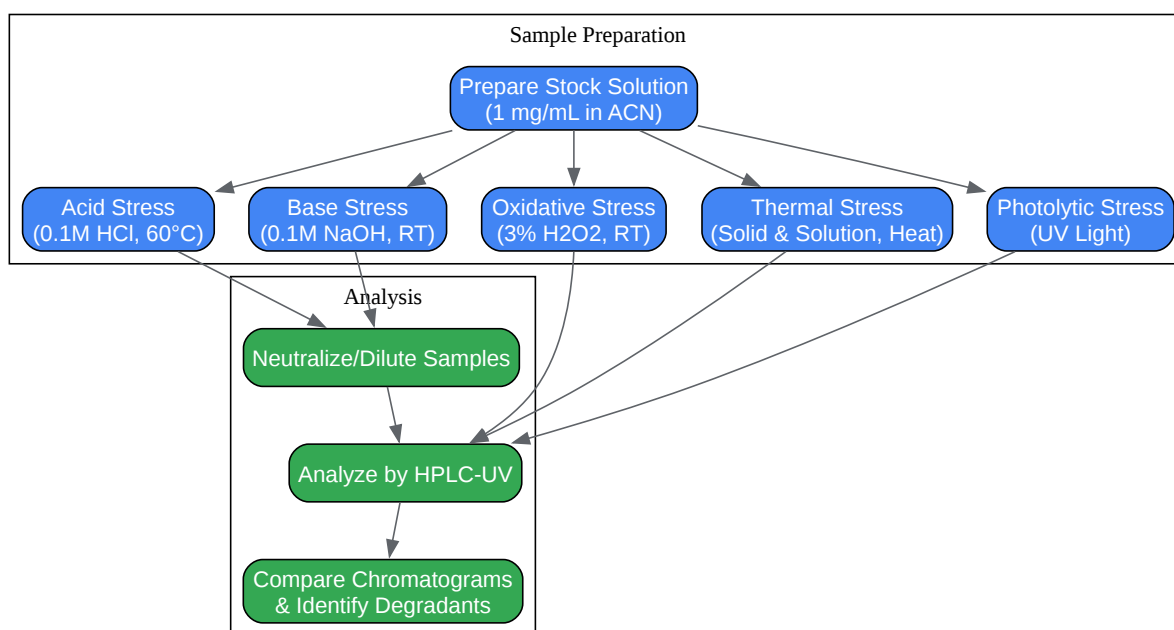 Sample Preparation
Prepare Stock Solution
(1 mg/mL in ACN)
Acid Stress
(0.1M HCl, 60°C)
Base Stress
(0.1M NaOH, RT)
Oxidative Stress
(3% H2O2, RT)
Thermal Stress
(Solid & Solution, Heat)
Photolytic Stress
(UV Light)
Analysis
Neutralize/Dilute Samples
Analyze by HPLC-UV
Compare Chromatograms
& Identify Degradants